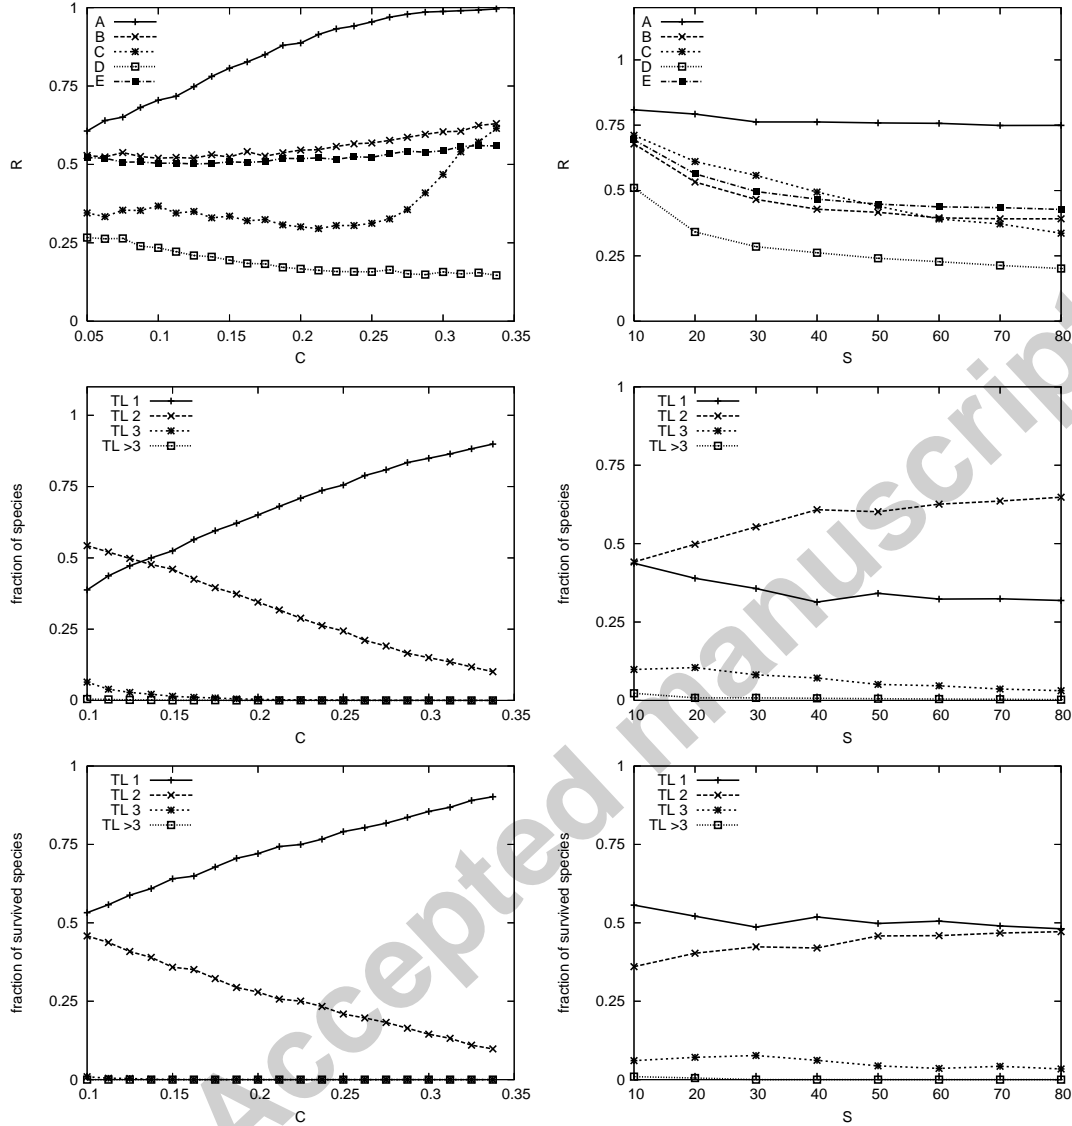 1
0.75
0.5
0.25
0
R
A
B
C
D
E
0.05 0.1 0.15 0.2 0.25 0.3 0.35
C
1
0.75
0.5
0.25
0
R
A
B
C
D
E
10 20 30 40 50 60 70 80
S
1
0.75
0.5
0.25
0
fraction of species
TL 1
TL 2
TL 3
TL >3
0.1 0.15 0.2 0.25 0.3 0.35
C
1
0.75
0.5
0.25
0
fraction of species
TL 1
TL 2
TL 3
TL >3
10 20 30 40 50 60 70 80
S
1
0.75
0.5
0.25
0
fraction of survived species
TL 1
TL 2
TL 3
TL >3
0.1 0.15 0.2 0.25 0.3 0.35
C
1
0.75
0.5
0.25
0
fraction of survived species
TL 1
TL 2
TL 3
TL >3
10 20 30 40 50 60 70 80
S
Accepted manuscript